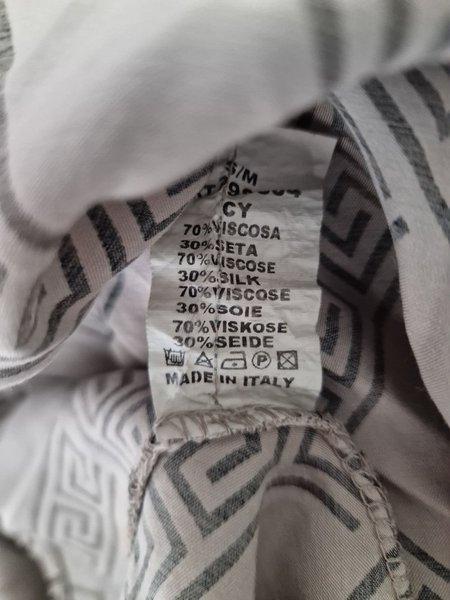 S/M
CY
70%VISCOSA
30%SETA
70%VISCOSE
30%SILK
70%VISCOSE
30%SOIE
70%VISKOSE
30%SEIDE
P
MADE IN ITALY